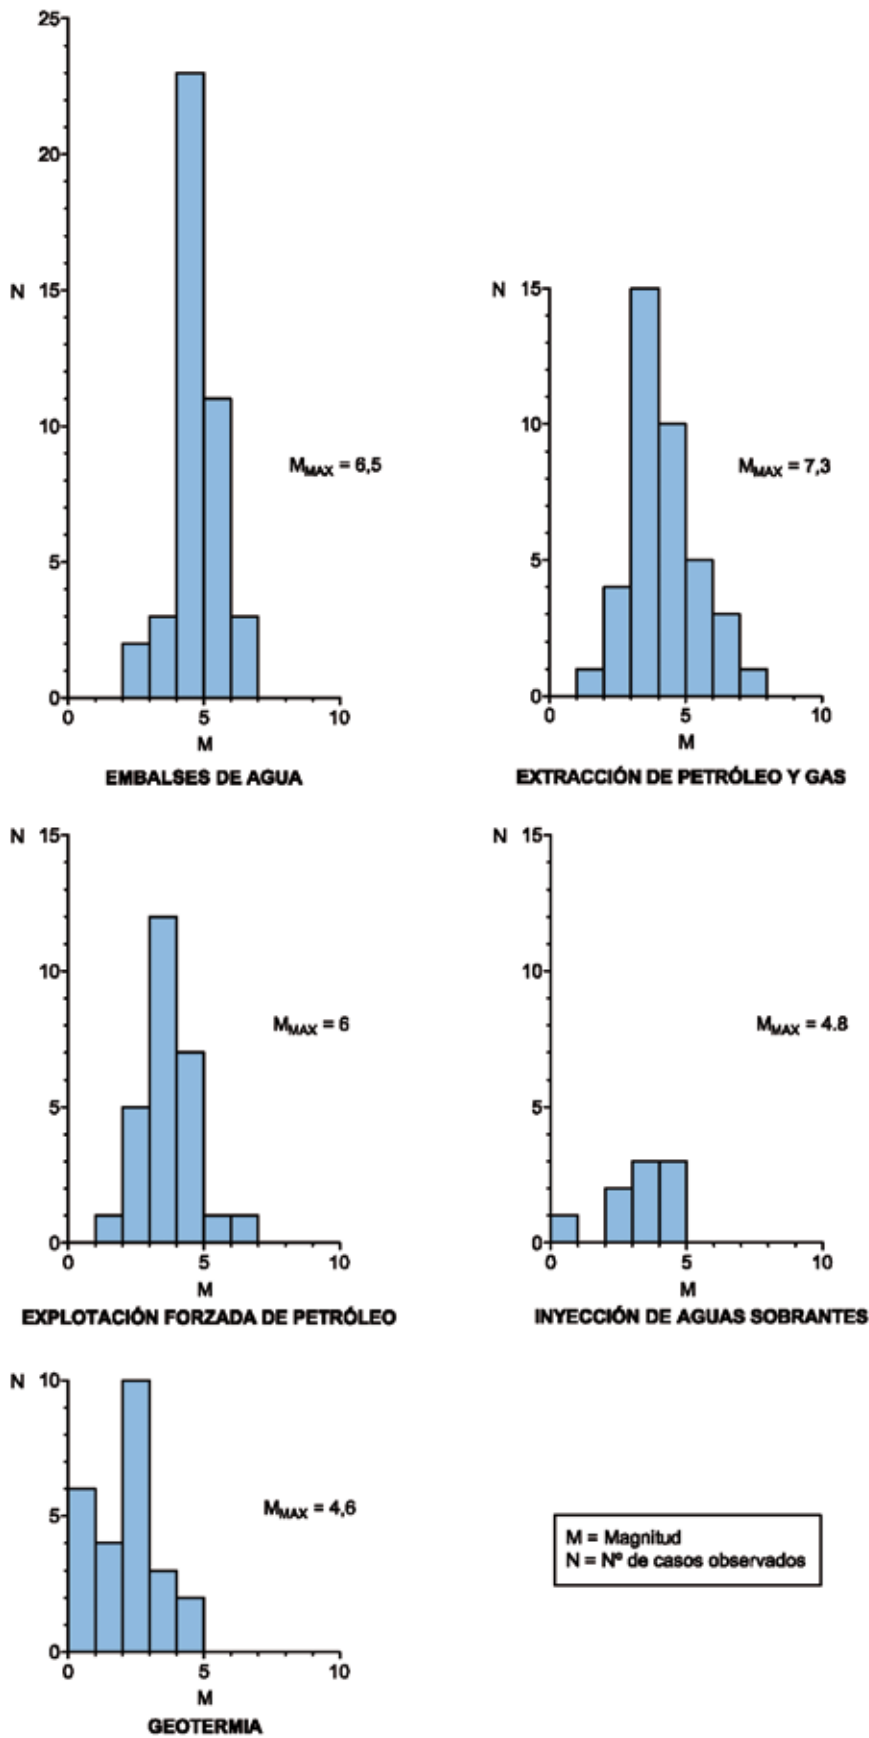 25
20
N 15
10
5
0
0 5 10
M
M_MAX = 6,5
EMBALSES DE AGUA
N 15
10
5
0
0 5 10
M
M_MAX = 7,3
EXTRACCIÓN DE PETRÓLEO Y GAS
N 15
10
5
0
0 5 10
M
M_MAX = 6
EXPLOTACIÓN FORZADA DE PETRÓLEO
N 15
10
5
0
0 5 10
M
M_MAX = 4.8
INYECCIÓN DE AGUAS SOBRANTES
N 10
5
0
0 5 10
M
M_MAX = 4,6
GEOTERMIA
M = Magnitud
N = Nº de casos observados